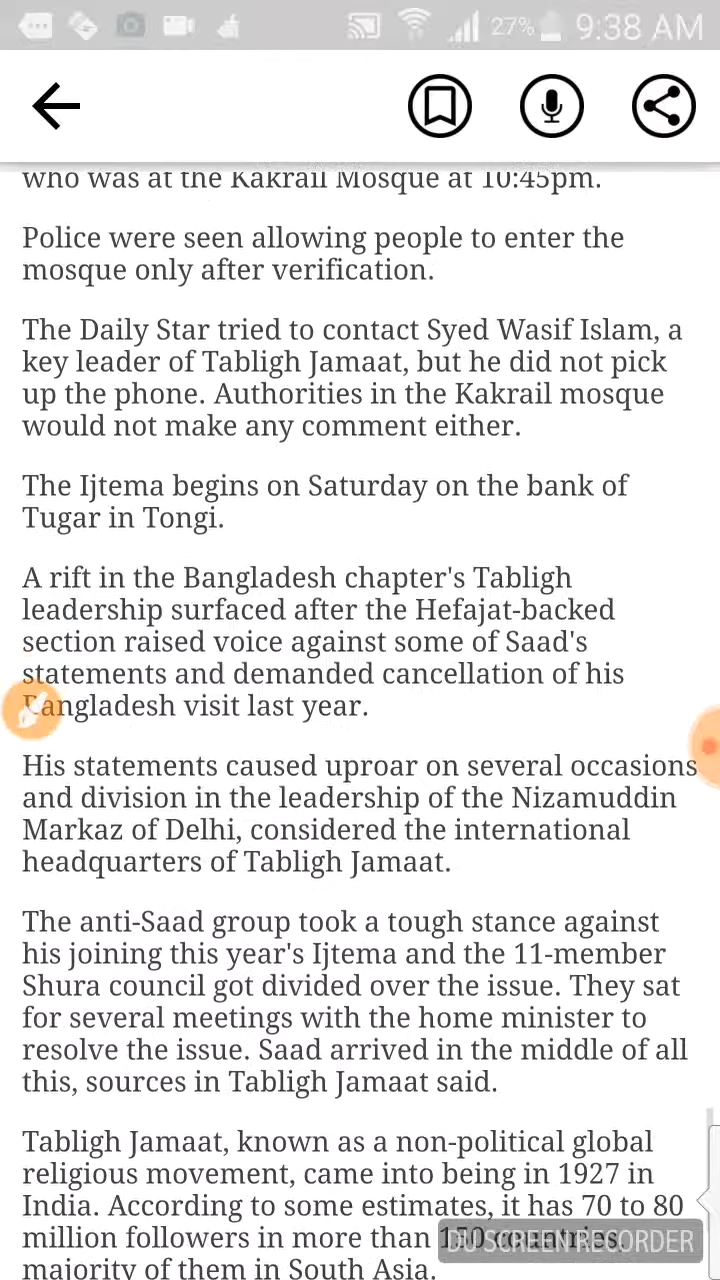 27% 9:38 AM
who was at the Kakrail Mosque at 10:45pm.
Police were seen allowing people to enter the
mosque only after verification.
The Daily Star tried to contact Syed Wasif Islam, a
key leader of Tabligh Jamaat, but he did not pick
up the phone. Authorities in the Kakrail mosque
would not make any comment either.
The Ijtema begins on Saturday on the bank of
Tugar in Tongi.
A rift in the Bangladesh chapter's Tabligh
leadership surfaced after the Hefajat-backed
section raised voice against some of Saad's
statements and demanded cancellation of his
Bangladesh visit last year.
His statements caused uproar on several occasions
and division in the leadership of the Nizamuddin
Markaz of Delhi, considered the international
headquarters of Tabligh Jamaat.
The anti-Saad group took a tough stance against
his joining this year's Ijtema and the 11-member
Shura council got divided over the issue. They sat
for several meetings with the home minister to
resolve the issue. Saad arrived in the middle of all
this, sources in Tabligh Jamaat said.
Tabligh Jamaat, known as a non-political global
religious movement, came into being in 1927 in
India. According to some estimates, it has 70 to 80
million followers in more than 150 countries,
DU SCREEN RECORDER
majority of them in South Asia.